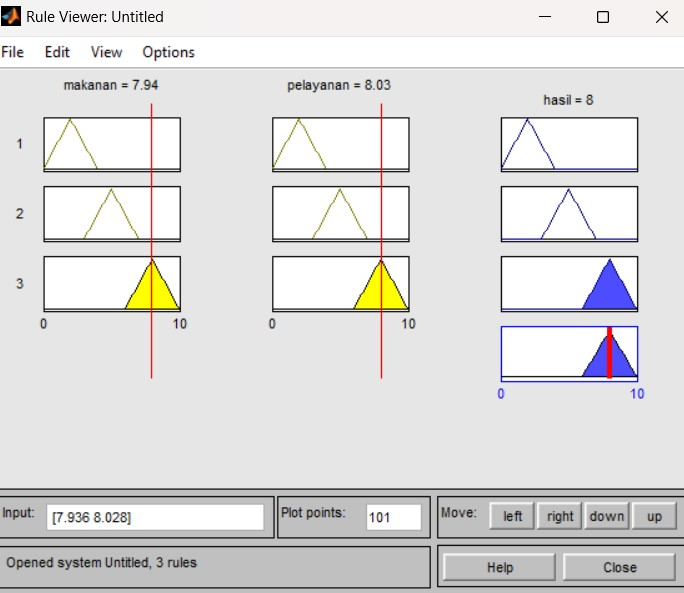 Rule Viewer: Untitled
File Edit View Options
makanan = 7.94
pelayanan = 8.03
hasil = 8
1
2
3
0 10
0 10
0 10
Input: [7.936 8.028]
Plot points: 101
Move: left right down up
Opened system Untitled, 3 rules
Help Close